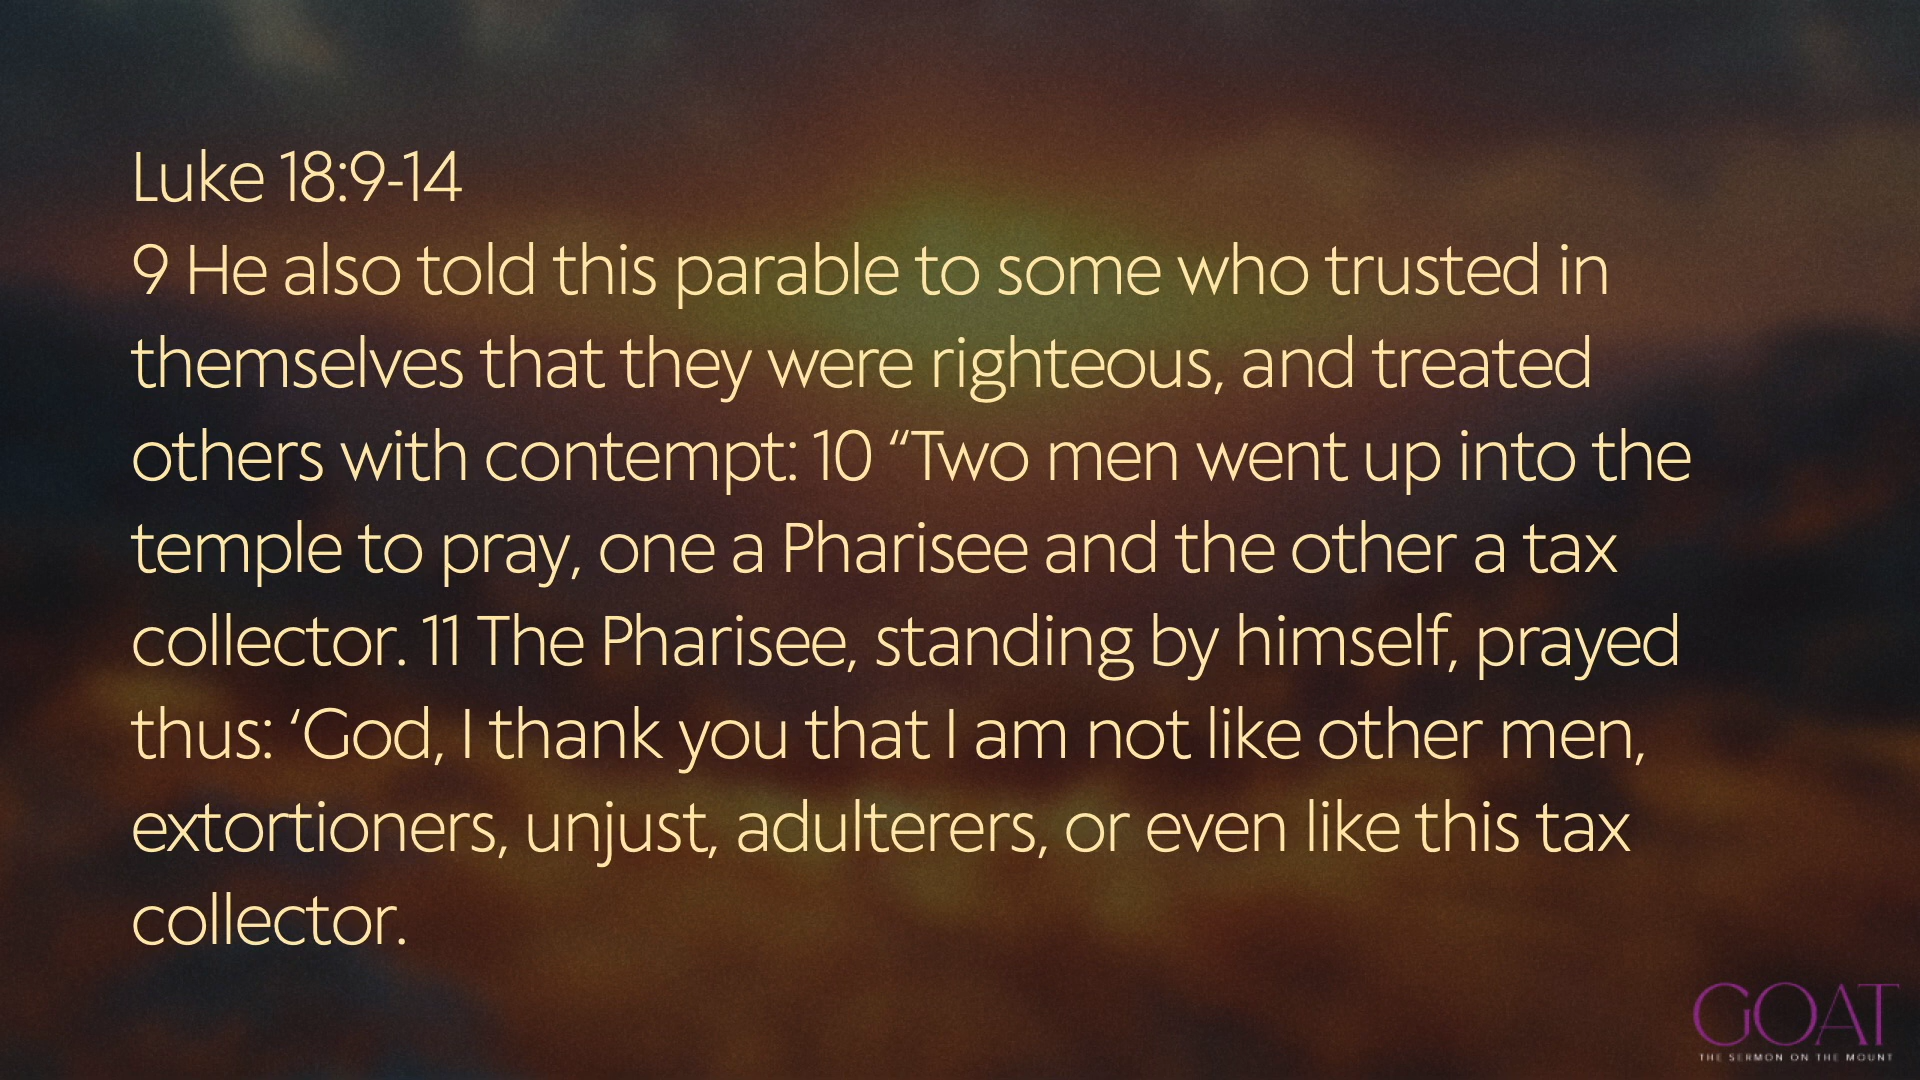 Luke 18:9-14
9 He also told this parable to some who trusted in
themselves that they were righteous, and treated
others with contempt: 10 “Two men went up into the
temple to pray, one a Pharisee and the other a tax
collector. 11 The Pharisee, standing by himself, prayed
thus: ‘God, I thank you that I am not like other men,
extortioners, unjust, adulterers, or even like this tax
collector.
GOAT
THE SERMON ON THE MOUNT